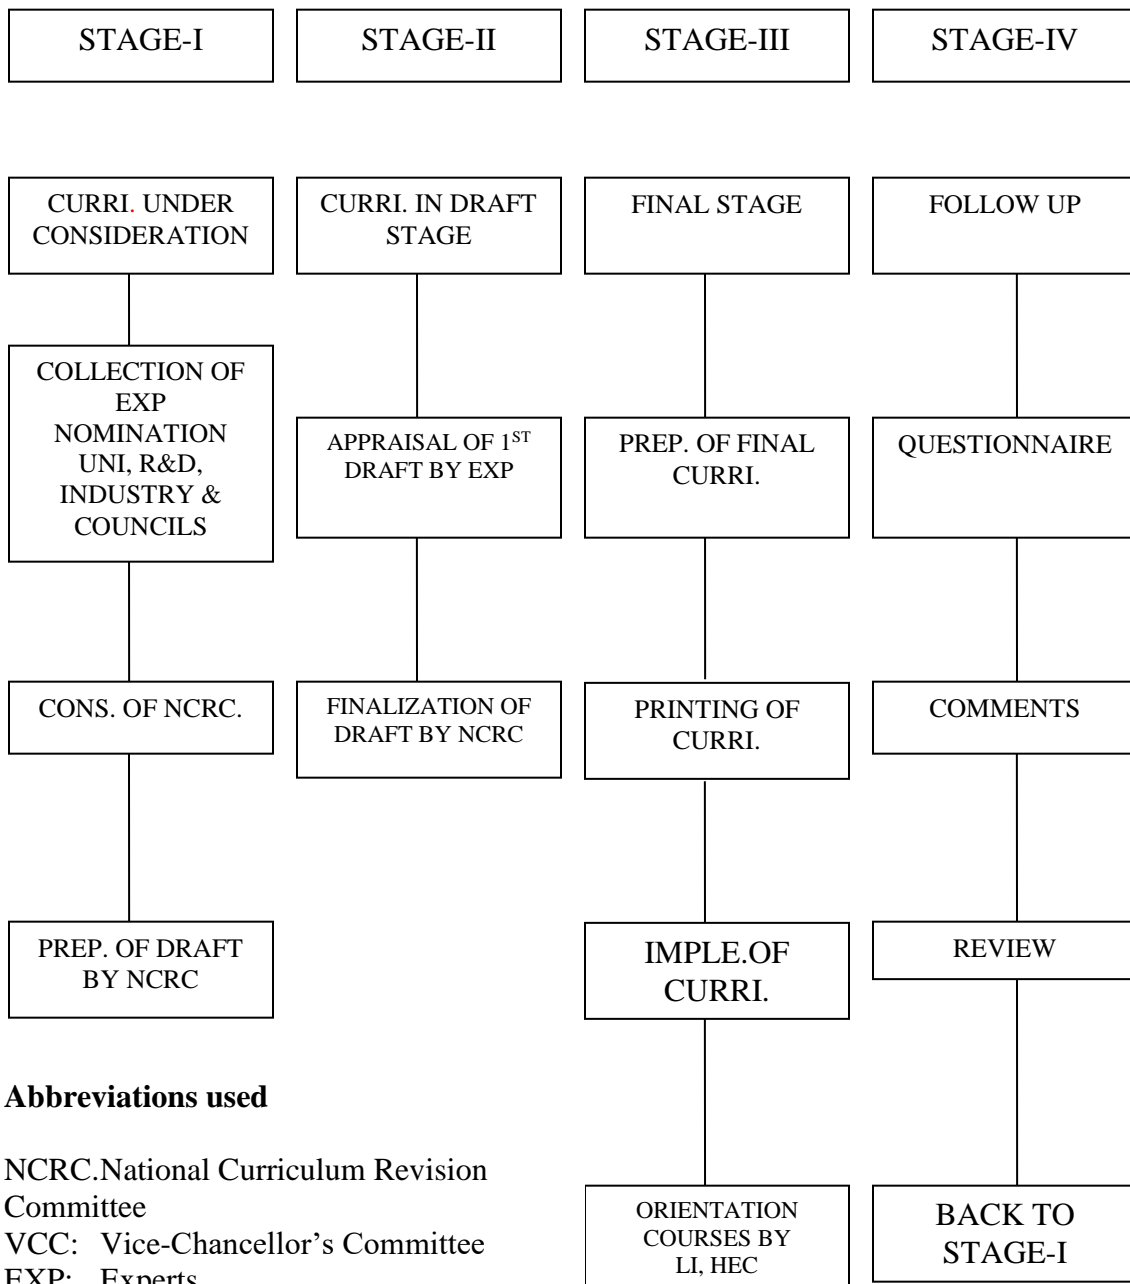 STAGE-I
STAGE-II
STAGE-III
STAGE-IV
CURRI. UNDER
CONSIDERATION
COLLECTION OF
EXP
NOMINATION
UNI, R&D,
INDUSTRY &
COUNCILS
CONS. OF NCRC.
PREP. OF DRAFT
BY NCRC
CURRI. IN DRAFT
STAGE
APPRAISAL OF 1ST
DRAFT BY EXP
FINALIZATION OF
DRAFT BY NCRC
FINAL STAGE
PREP. OF FINAL
CURRI.
PRINTING OF
CURRI.
IMPLE.OF
CURRI.
ORIENTATION
COURSES BY
LI, HEC
FOLLOW UP
QUESTIONNAIRE
COMMENTS
REVIEW
BACK TO
STAGE-I
Abbreviations used
NCRC.National Curriculum Revision
Committee
VCC: Vice-Chancellor’s Committee
EXP: Experts